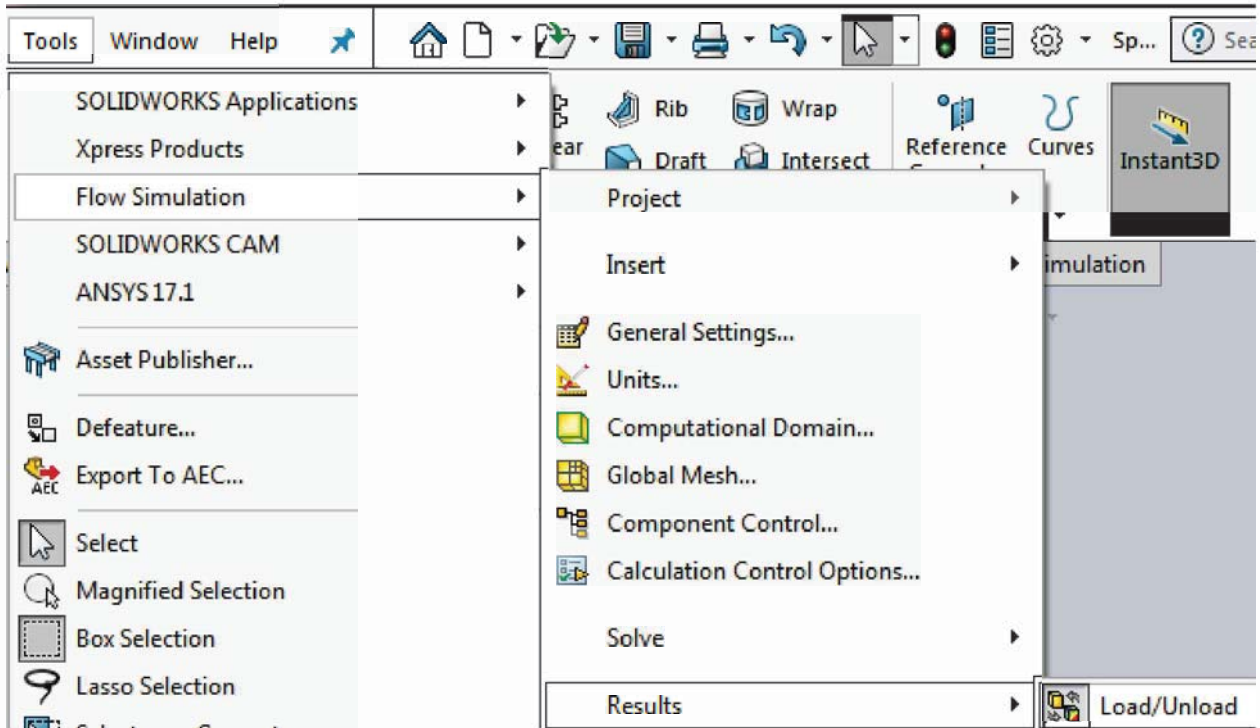 Tools Window Help Sp... Sea
SOLIDWORKS Applications
Xpress Products
Flow Simulation
SOLIDWORKS CAM
ANSYS 17.1
Asset Publisher...
Defeature...
AEC Export To AEC...
Select
Magnified Selection
Box Selection
Lasso Selection
ear
Rib
Wrap
Draft
Intersect
Reference
Curves
Instant3D
imulation
Project
Insert
General Settings...
Units...
Computational Domain...
Global Mesh...
Component Control...
Calculation Control Options...
Solve
Results
Load/Unload